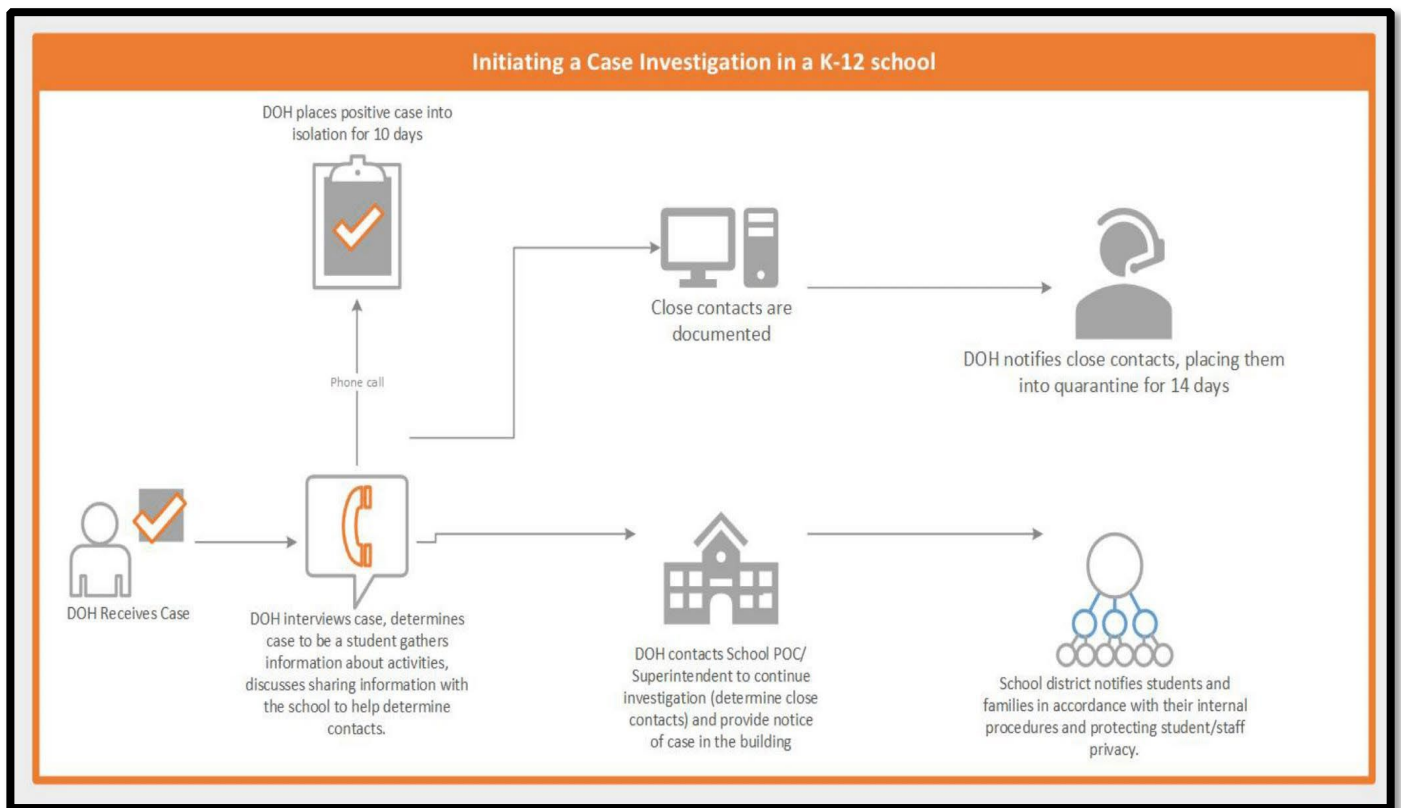 Initiating a Case Investigation in a K-12 school
DOH places positive case into
isolation for 10 days
Close contacts are
documented
DOH notifies close contacts, placing them
into quarantine for 14 days
Phone call
DOH Receives Case
DOH interviews case, determines
case to be a student gathers
information about activities,
discusses sharing information with
the school to help determine
contacts.
DOH contacts School POC/
Superintendent to continue
investigation (determine close
contacts) and provide notice
of case in the building
School district notifies students and
families in accordance with their internal
procedures and protecting student/staff
privacy.